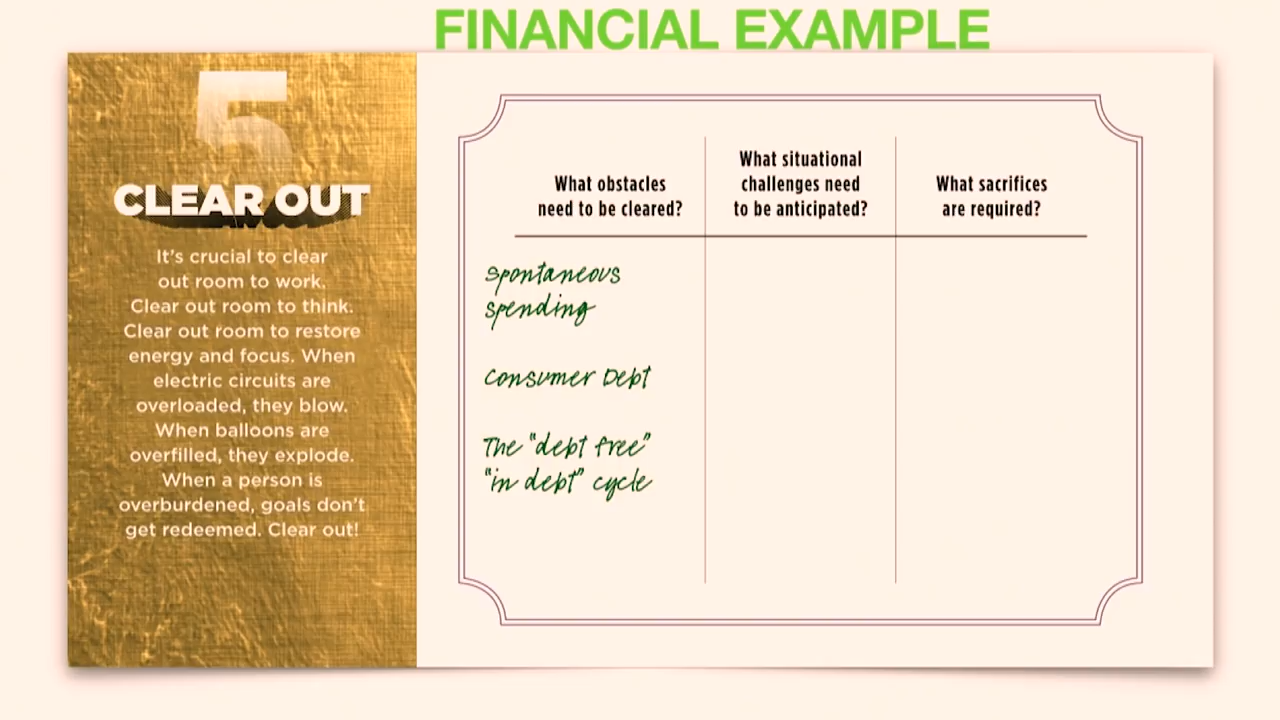 FINANCIAL EXAMPLE
5
CLEAR OUT
It's crucial to clear
out room to work.
Clear out room to think.
Clear out room to restore
energy and focus. When
electric circuits are
overloaded, they blow.
When balloons are
overfilled, they explode.
When a person is
overburdened, goals don't
get redeemed. Clear out!
What obstacles
need to be cleared?
What situational
challenges need
to be anticipated?
What sacrifices
are required?
Spontaneous
spending
Consumer Debt
The "debt free"
"in debt" cycle